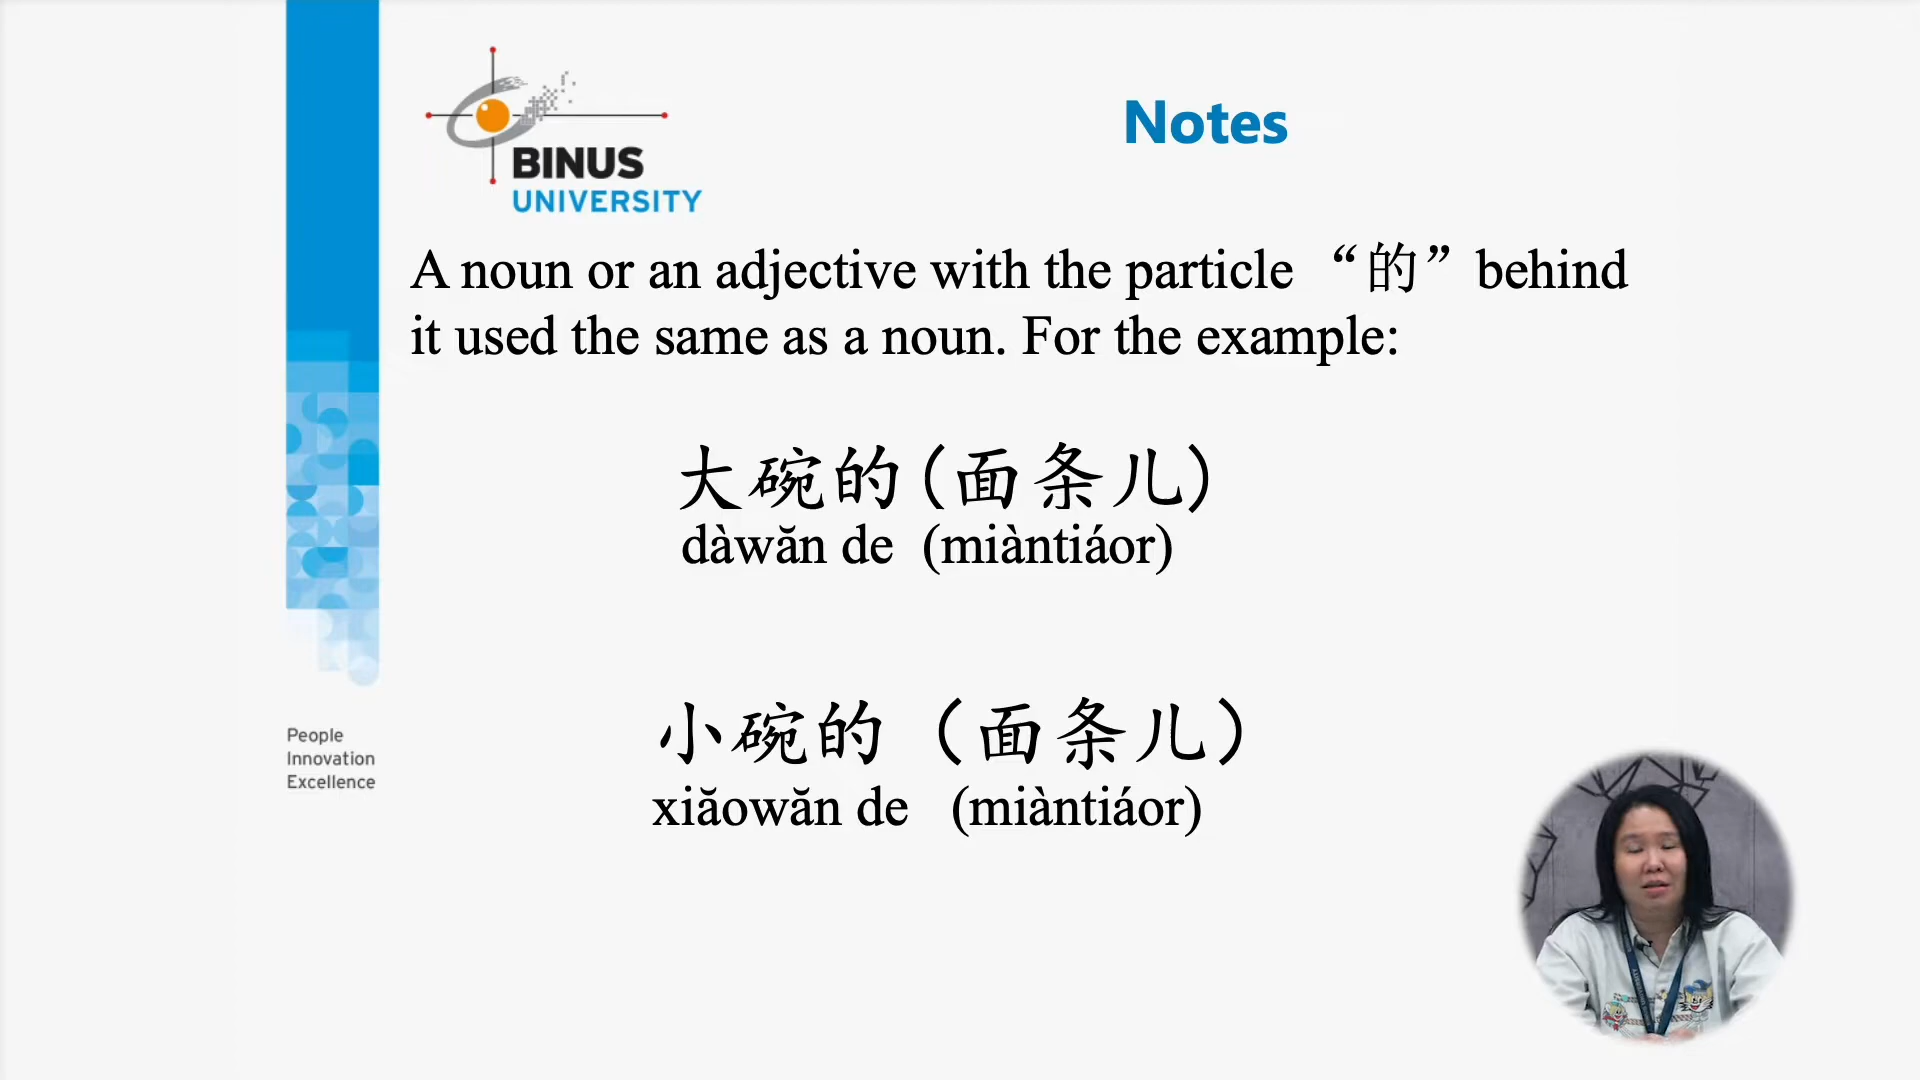 BINUS
UNIVERSITY
Notes
A noun or an adjective with the particle “的” behind
it used the same as a noun. For the example:
大碗的(面条儿)
dàwăn de (miàntiáor)
小碗的（面条儿）
xiăowăn de (miàntiáor)
People
Innovation
Excellence